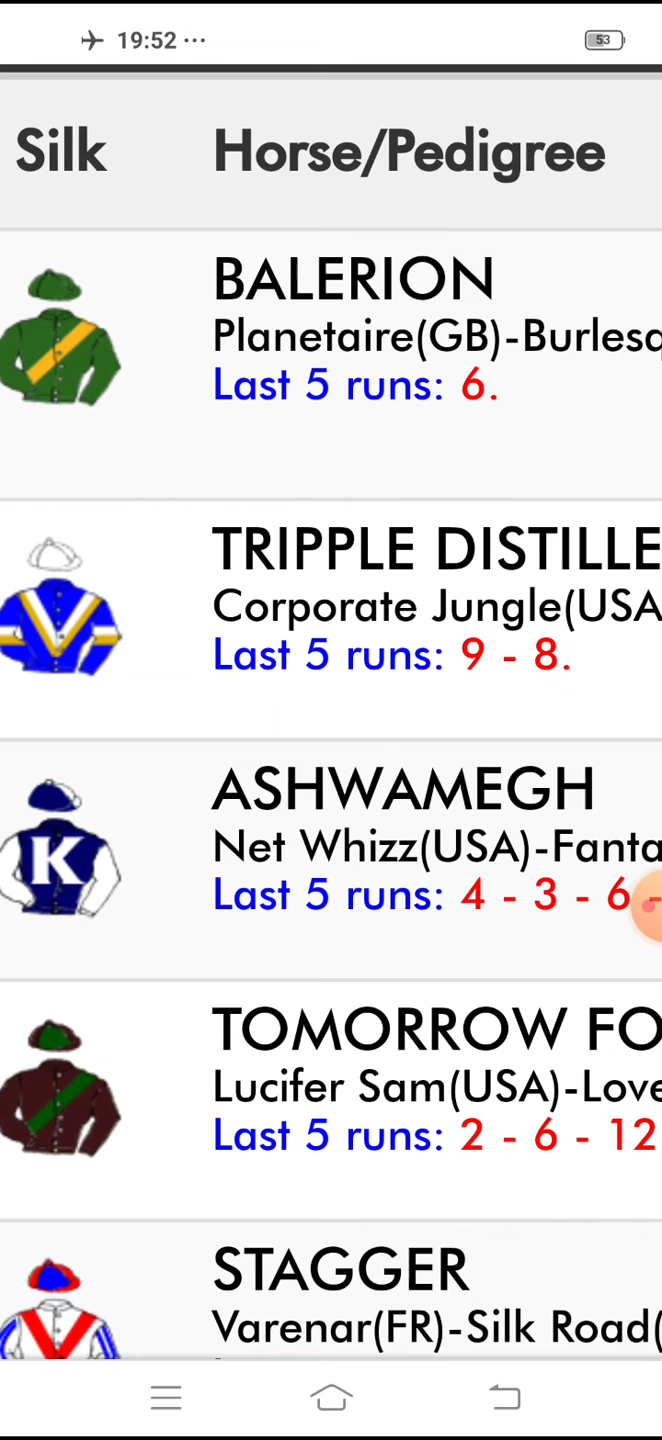 19:52 ...
53
Silk Horse/Pedigree
BALERION
Planetaire(GB)-Burlesq
Last 5 runs: 6.
TRIPPLE DISTILLE
Corporate Jungle(USA
Last 5 runs: 9 - 8.
K
ASHWAMEGH
Net Whizz(USA)-Fanta
Last 5 runs: 4 - 3 - 6 -
TOMORROW FO
Lucifer Sam(USA)-Love
Last 5 runs: 2 - 6 - 12
STAGGER
Varenar(FR)-Silk Road(